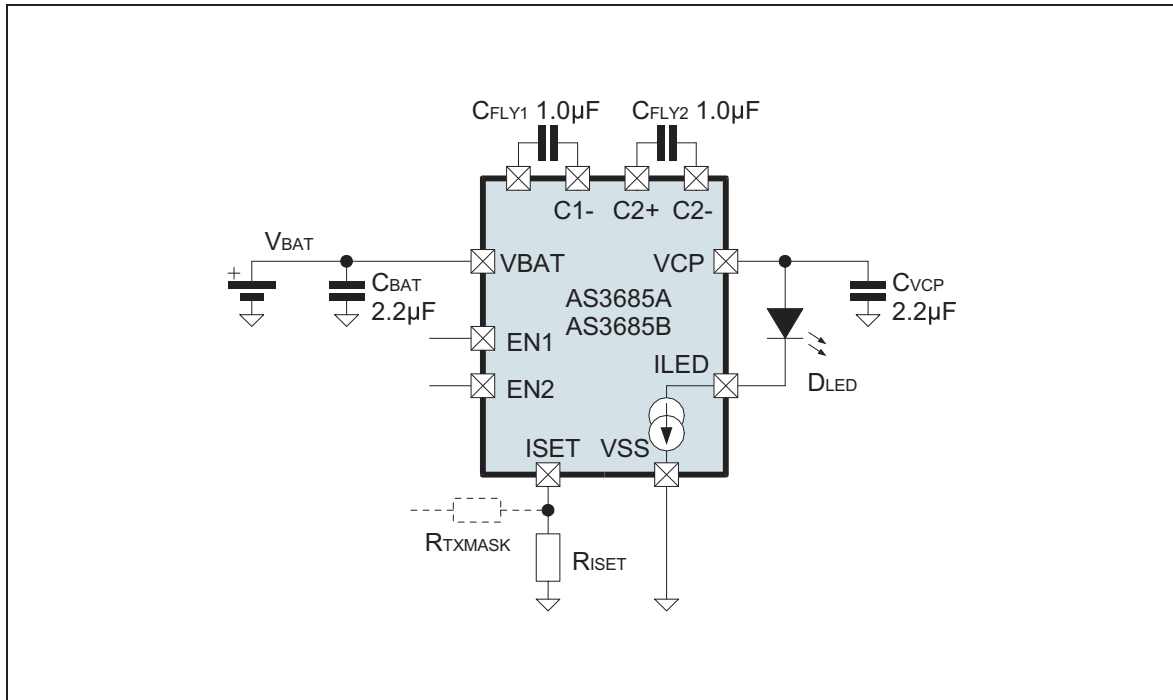 CFLY1 1.0µF
CFLY2 1.0µF
C1-
C2+
C2-
VBAT
+
VBAT
VCP
CBAT
2.2µF
CVCP
2.2µF
AS3685A
AS3685B
EN1
ILED
EN2
DLED
ISET
VSS
RTXMASK
RISET